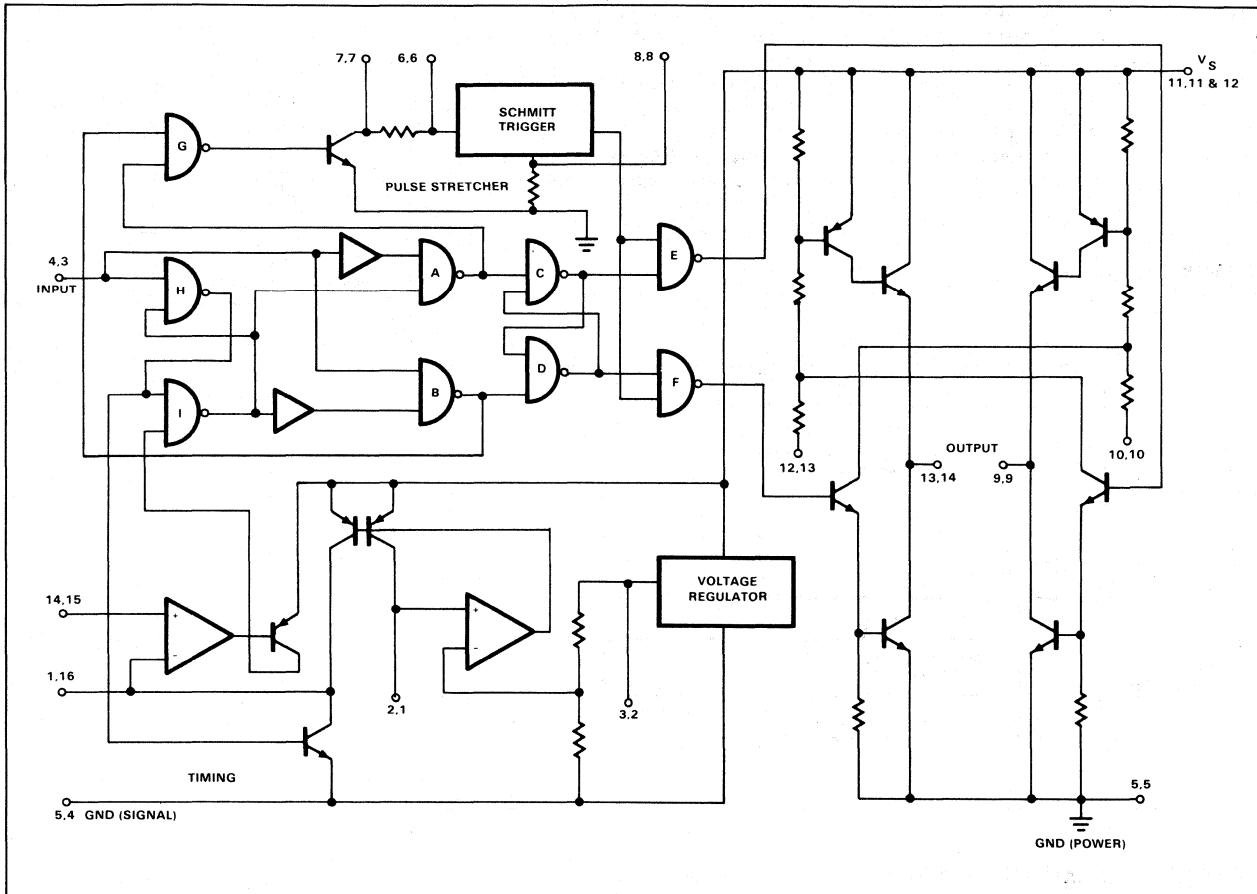 7,7
6,6
8,8
V S
11,11 & 12
SCHMITT
TRIGGER
G
PULSE STRETCHER
4,3
INPUT
H
A
C
E
I
B
D
F
12,13
OUTPUT
13,14
9,9
10,10
14,15
+
-
+
-
VOLTAGE
REGULATOR
1,16
2,1
3,2
TIMING
5,4 GND (SIGNAL)
5,5
GND (POWER)